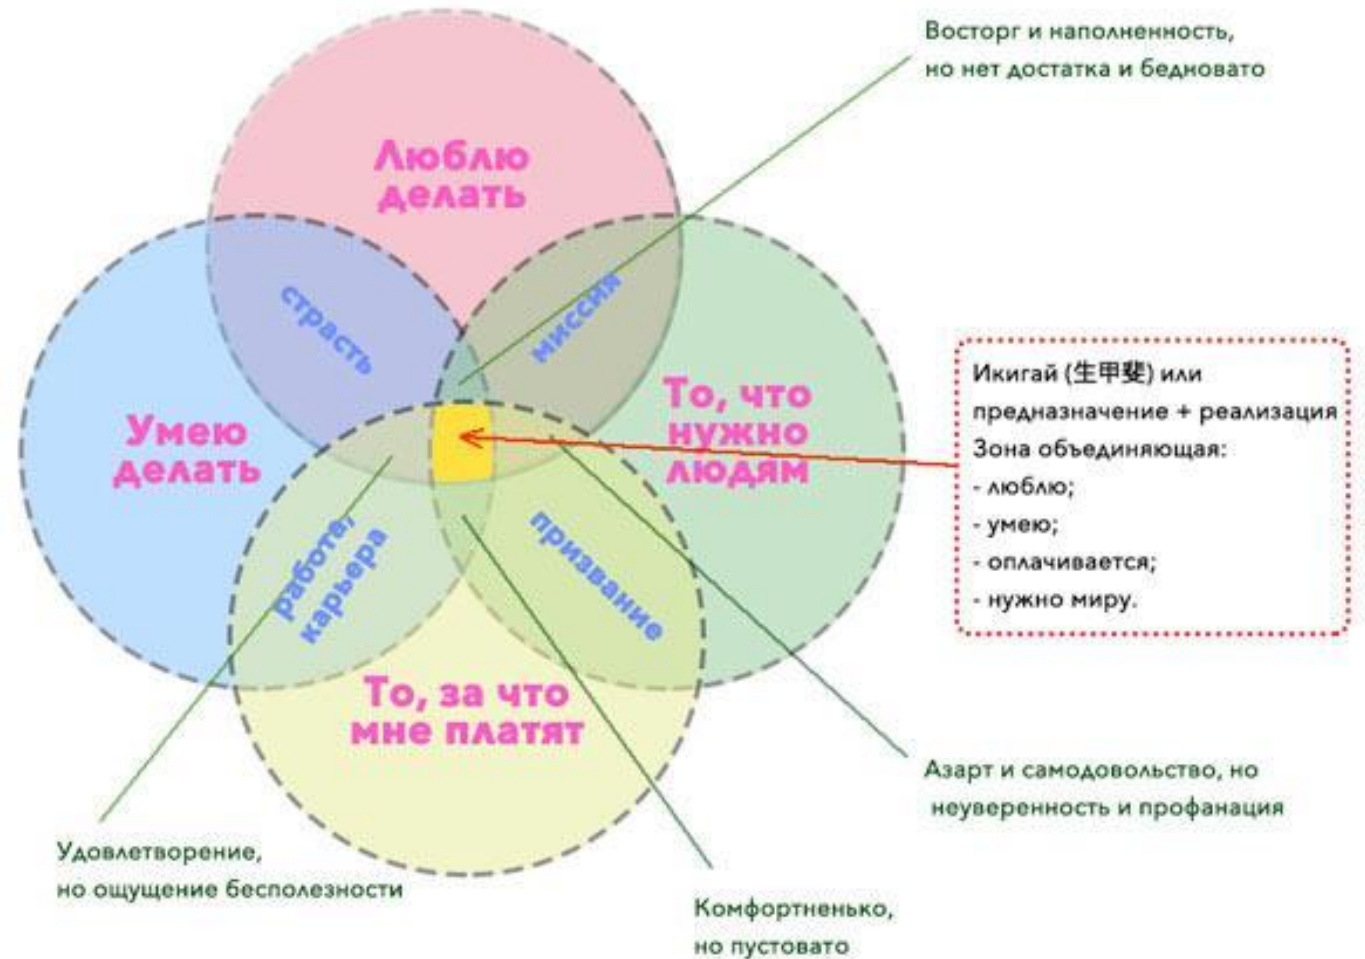 Восторг и наполненность,
но нет достатка и бедновато
Люблю
делать
страсть
миссия
Умею
делать
То, что
нужно
людям
Икигай (生甲斐) или
предназначение + реализация
Зона объединяющая:
- люблю;
- умею;
- оплачивается;
- нужно миру.
работа,
карьера
призвание
То, за что
мне платят
Азарт и самодовольство, но
неуверенность и профанация
Удовлетворение,
но ощущение бесполезности
Комфортненько,
но пустовато